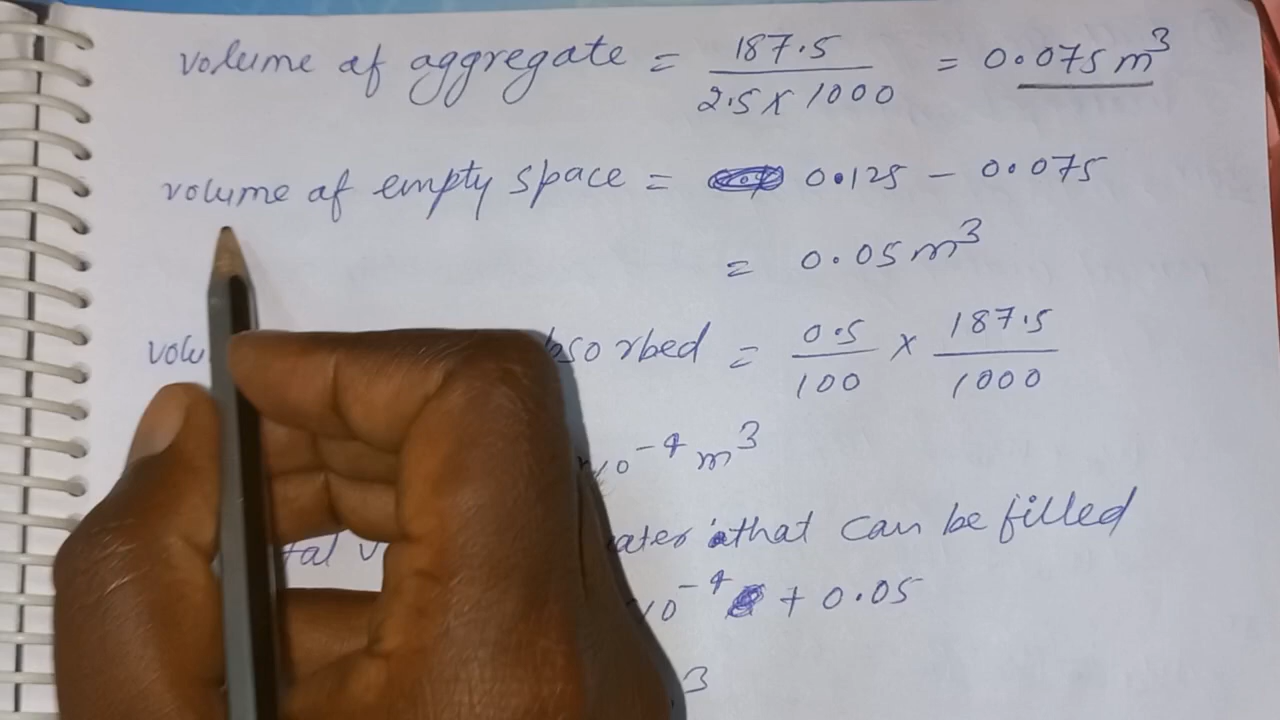 volume of aggregate = 187.5 / 2.5 x 1000 = 0.075 m³
volume of empty space = 0.125 - 0.075
= 0.05 m³
= 0.5 / 100 x 187.5 / 1000
10⁻⁴ m³
that can be filled
10⁻⁴ + 0.05
3